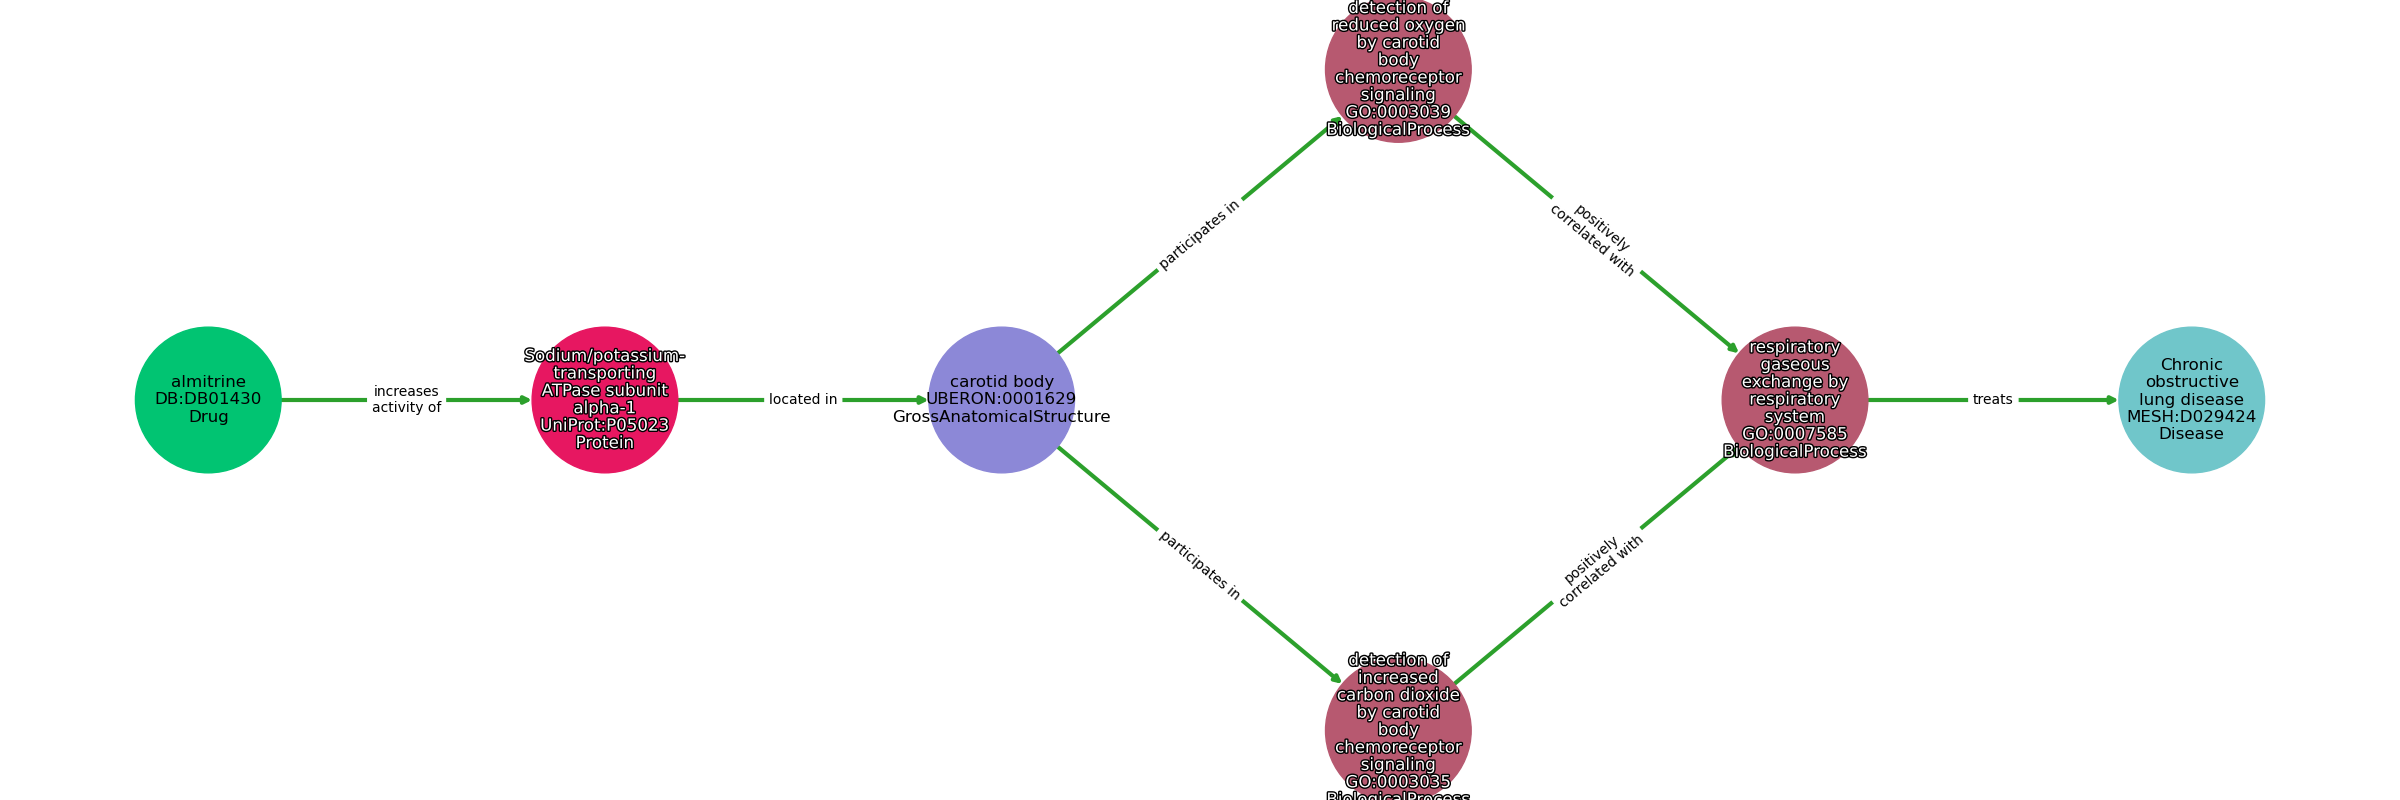 detection of
reduced oxygen
by carotid
body
chemoreceptor
signaling
GO:0003039
BiologicalProcess
participates in
positively
correlated with
almitrine
DB:DB01430
Drug
increases
activity of
Sodium/potassium-
transporting
ATPase subunit
alpha-1
UniProt:P05023
Protein
located in
carotid body
UBERON:0001629
GrossAnatomicalStructure
respiratory
gaseous
exchange by
respiratory
system
GO:0007585
BiologicalProcess
treats
Chronic
obstructive
lung disease
MESH:D029424
Disease
participates in
positively
correlated with
detection of
increased
carbon dioxide
by carotid
body
chemoreceptor
signaling
GO:0003035
BiologicalProcess